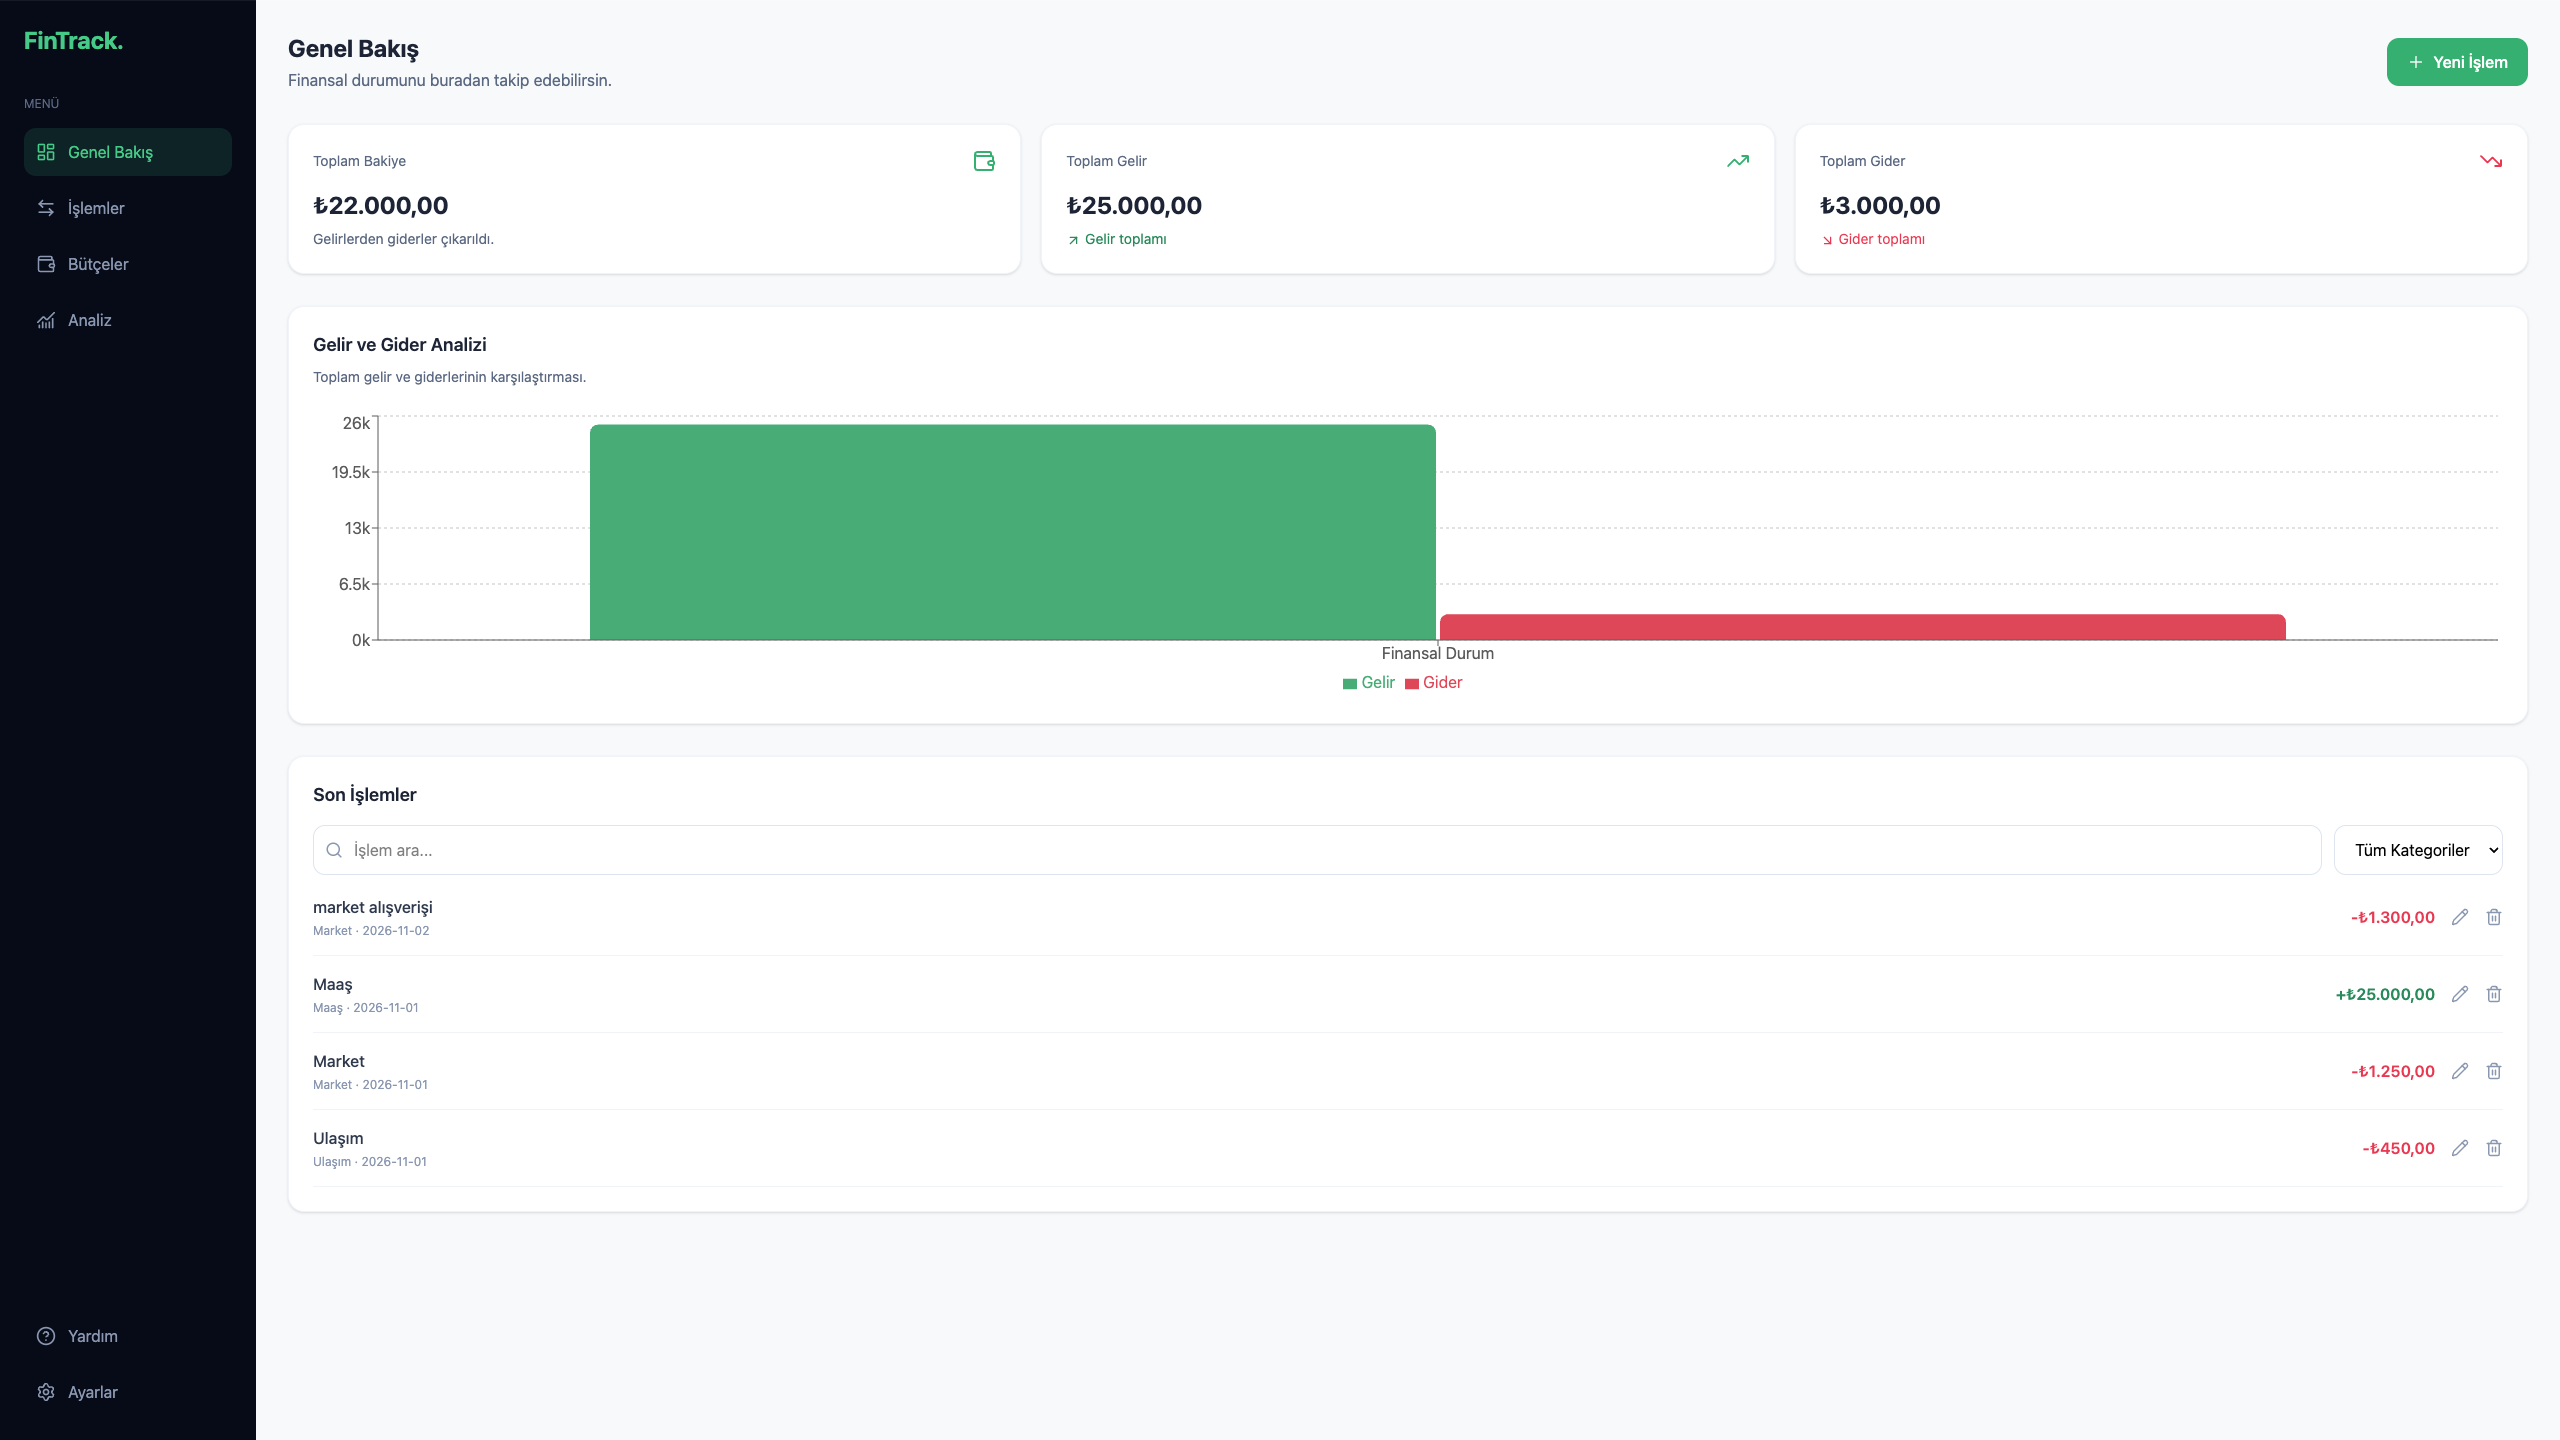 FinTrack.
MENÜ
Genel Bakış
İşlemler
Bütçeler
Analiz
Yardım
Ayarlar
Genel Bakış
Finansal durumunu buradan takip edebilirsin.
Yeni İşlem
Toplam Bakiye
₺22.000,00
Gelirlerden giderler çıkarıldı.
Toplam Gelir
₺25.000,00
Gelir toplamı
Toplam Gider
₺3.000,00
Gider toplamı
Gelir ve Gider Analizi
Toplam gelir ve giderlerinin karşılaştırması.
26k
19.5k
13k
6.5k
0k
Finansal Durum
Gelir Gider
Son İşlemler
İşlem ara...
Tüm Kategoriler
market alışverişi
Market · 2026-11-02
-₺1.300,00
Maaş
Maaş · 2026-11-01
+₺25.000,00
Market
Market · 2026-11-01
-₺1.250,00
Ulaşım
Ulaşım · 2026-11-01
-₺450,00